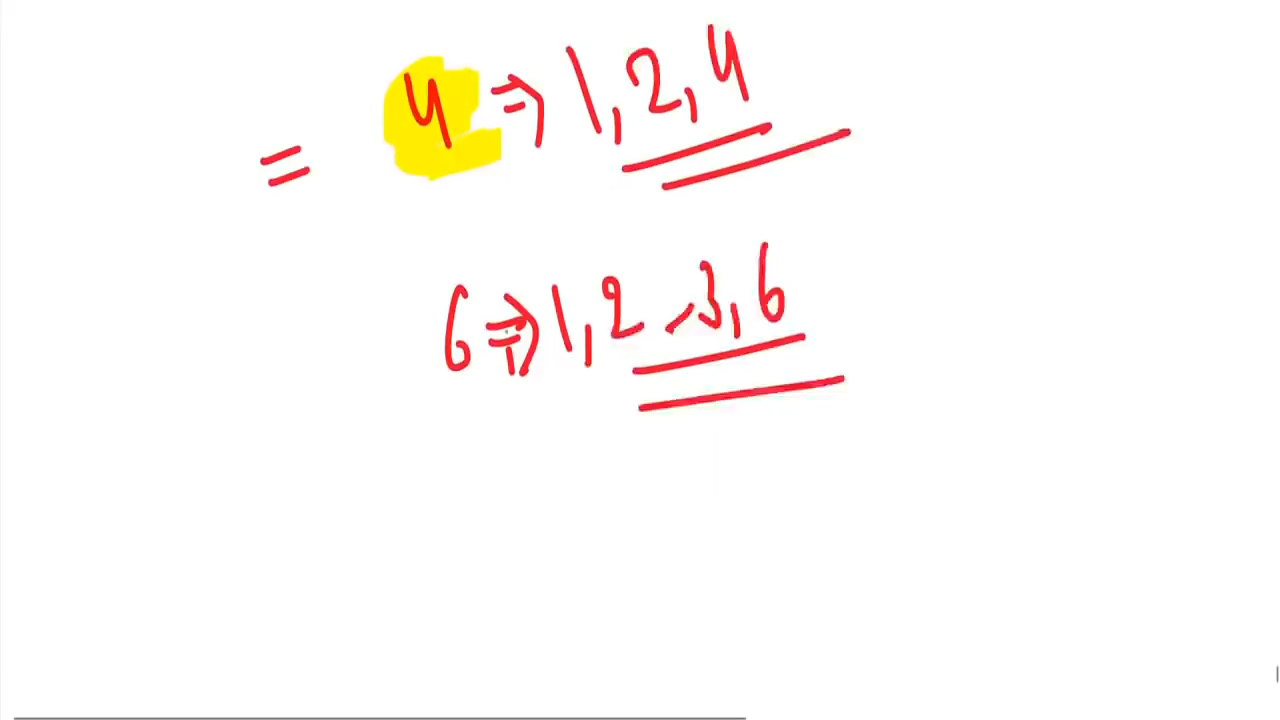 = 4 ⇒ 1, 2, 4
6 ⇒ 1, 2, 3, 6